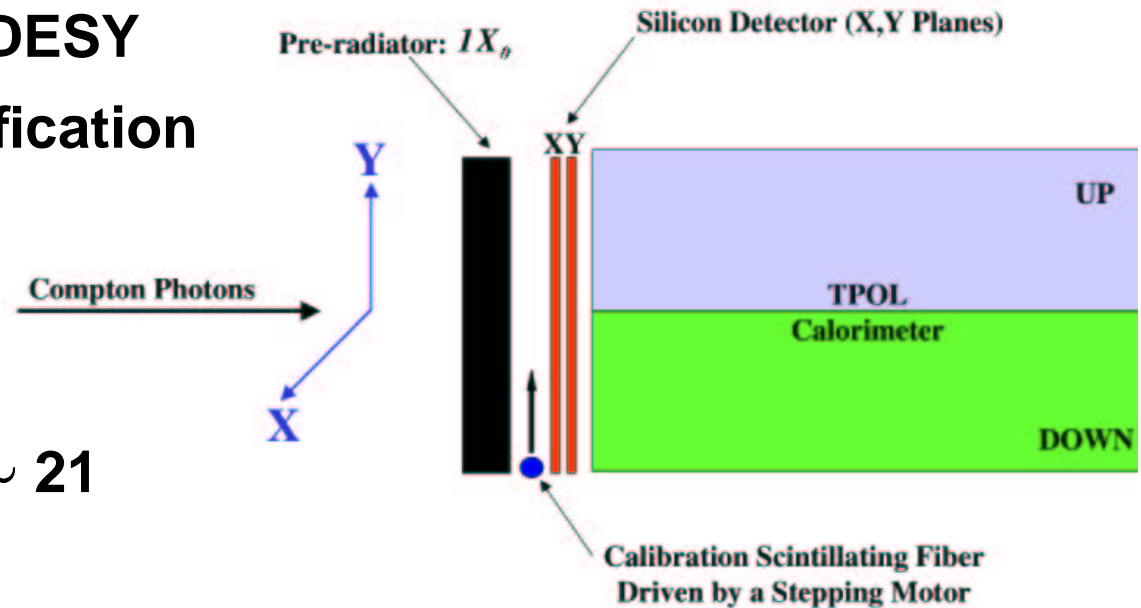 DESY
Silicon Detector (X,Y Planes)
Pre-radiator: 1X₀
fication
XY
Y
UP
Compton Photons
TPOL
Calorimeter
X
DOWN
~ 21
Calibration Scintillating Fiber
Driven by a Stepping Motor